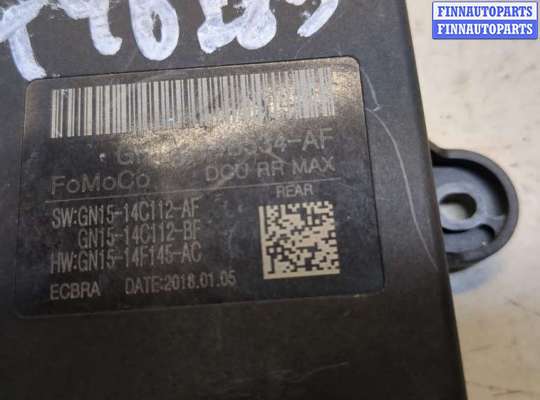 FINNAUTOPARTS
FINNAUTOPARTS
FoMoCo DCU RR MAX
REAR
SW:GN15-14C112-AF
GN15-14C112-BF
HW:GN15-14F145-AC
ECBRA DATE:2018.01.05